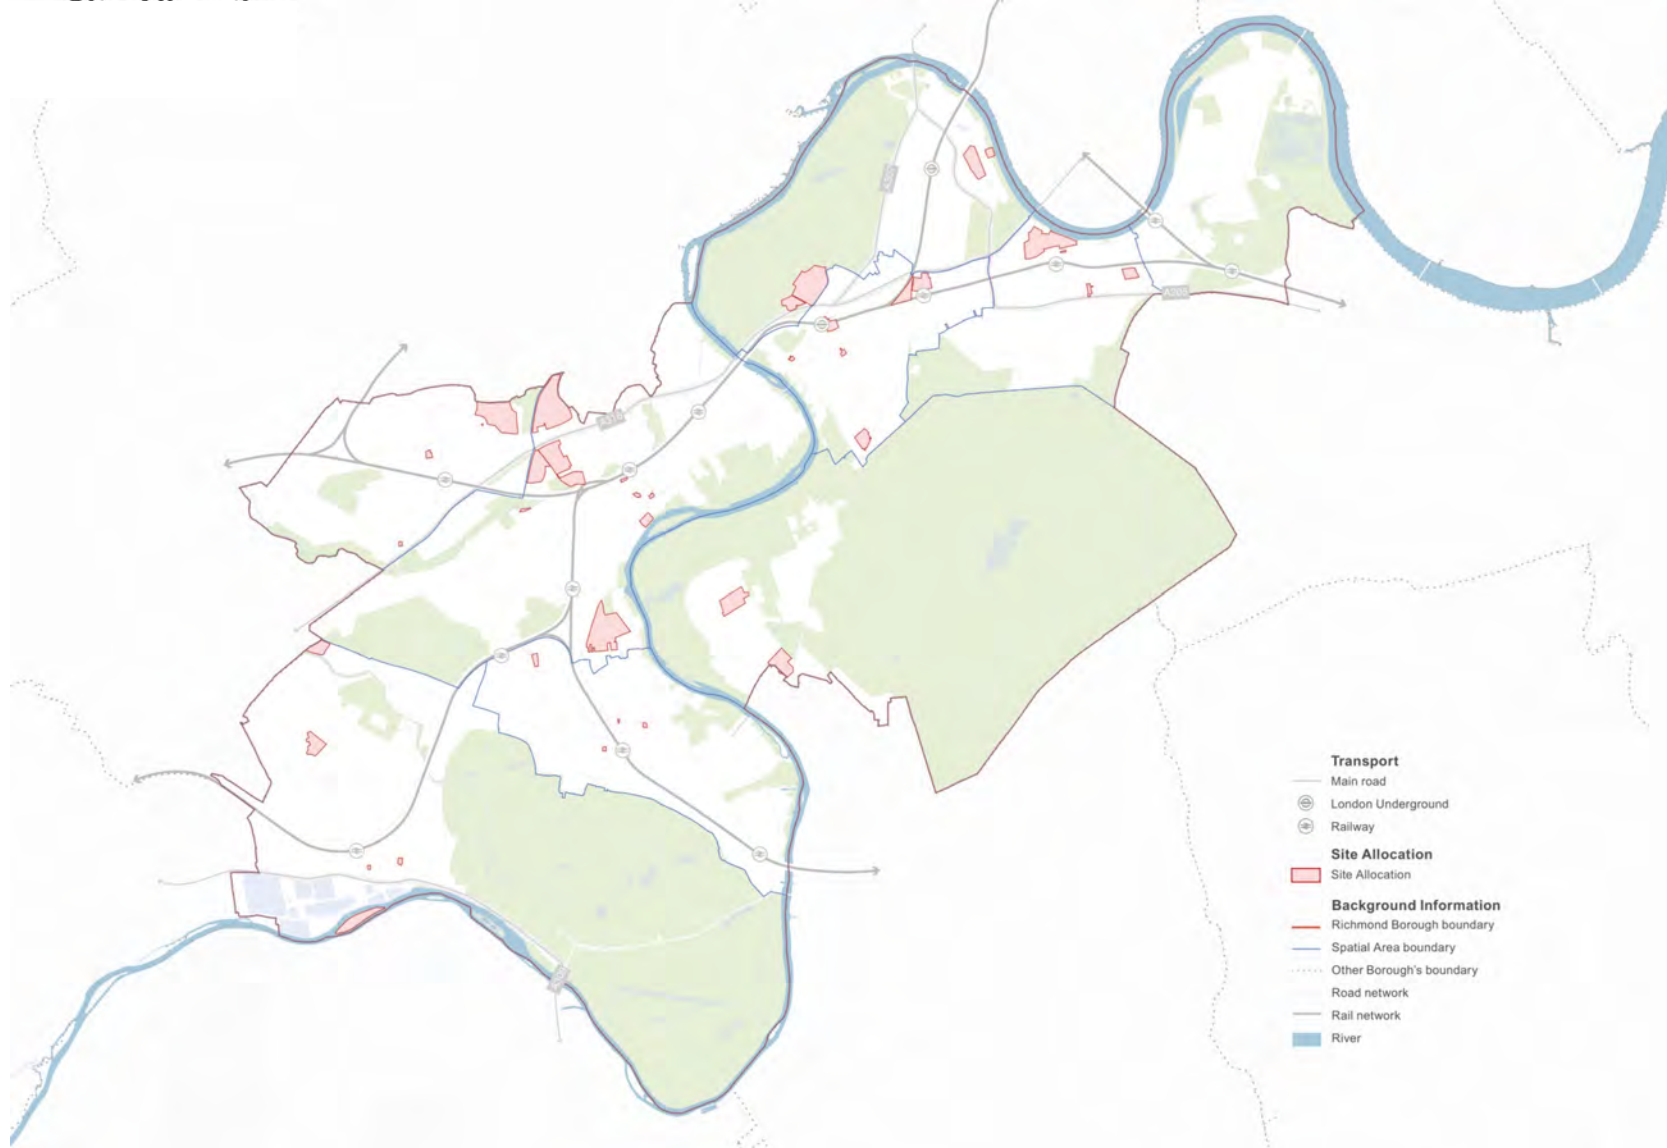 A316
A205
Transport
Main road
London Underground
Railway
Site Allocation
Site Allocation
Background Information
Richmond Borough boundary
Spatial Area boundary
Other Borough's boundary
Road network
Rail network
River